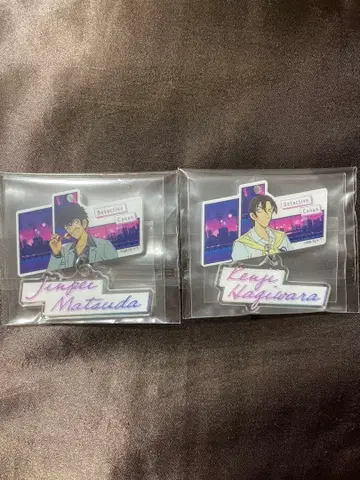 Detective
Conan
Jinpei
Matsuda
Detective
Conan
Kenji
Hagiwara